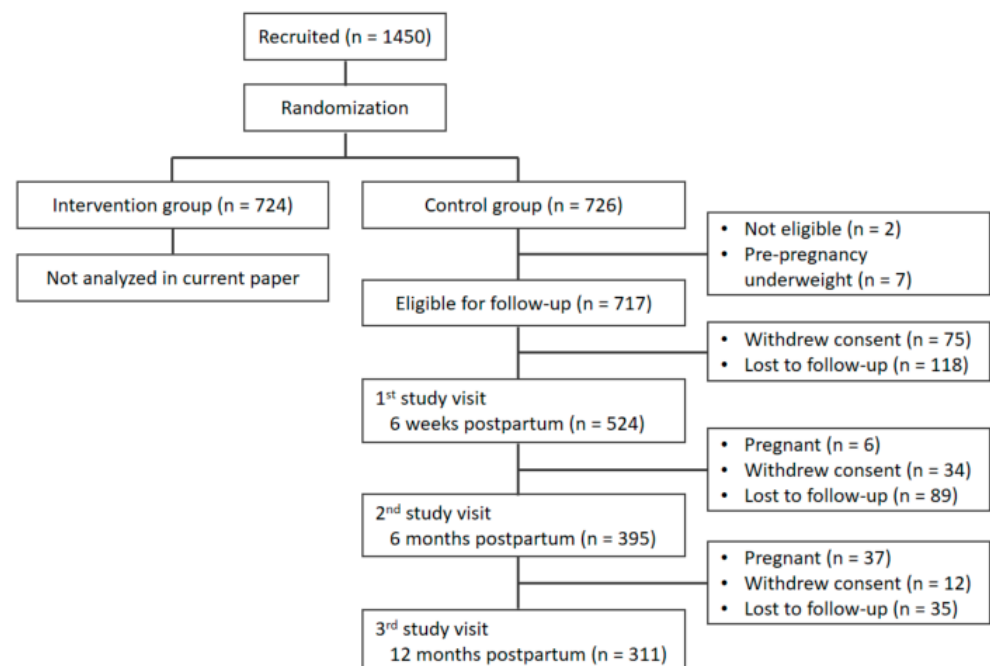 Recruited (n = 1450)
Randomization
Intervention group (n = 724)
Control group (n = 726)
• Not eligible (n = 2)
• Pre-pregnancy
underweight (n = 7)
Not analyzed in current paper
Eligible for follow-up (n = 717)
• Withdrew consent (n = 75)
• Lost to follow-up (n = 118)
1st study visit
6 weeks postpartum (n = 524)
• Pregnant (n = 6)
• Withdrew consent (n = 34)
• Lost to follow-up (n = 89)
2nd study visit
6 months postpartum (n = 395)
• Pregnant (n = 37)
• Withdrew consent (n = 12)
• Lost to follow-up (n = 35)
3rd study visit
12 months postpartum (n = 311)